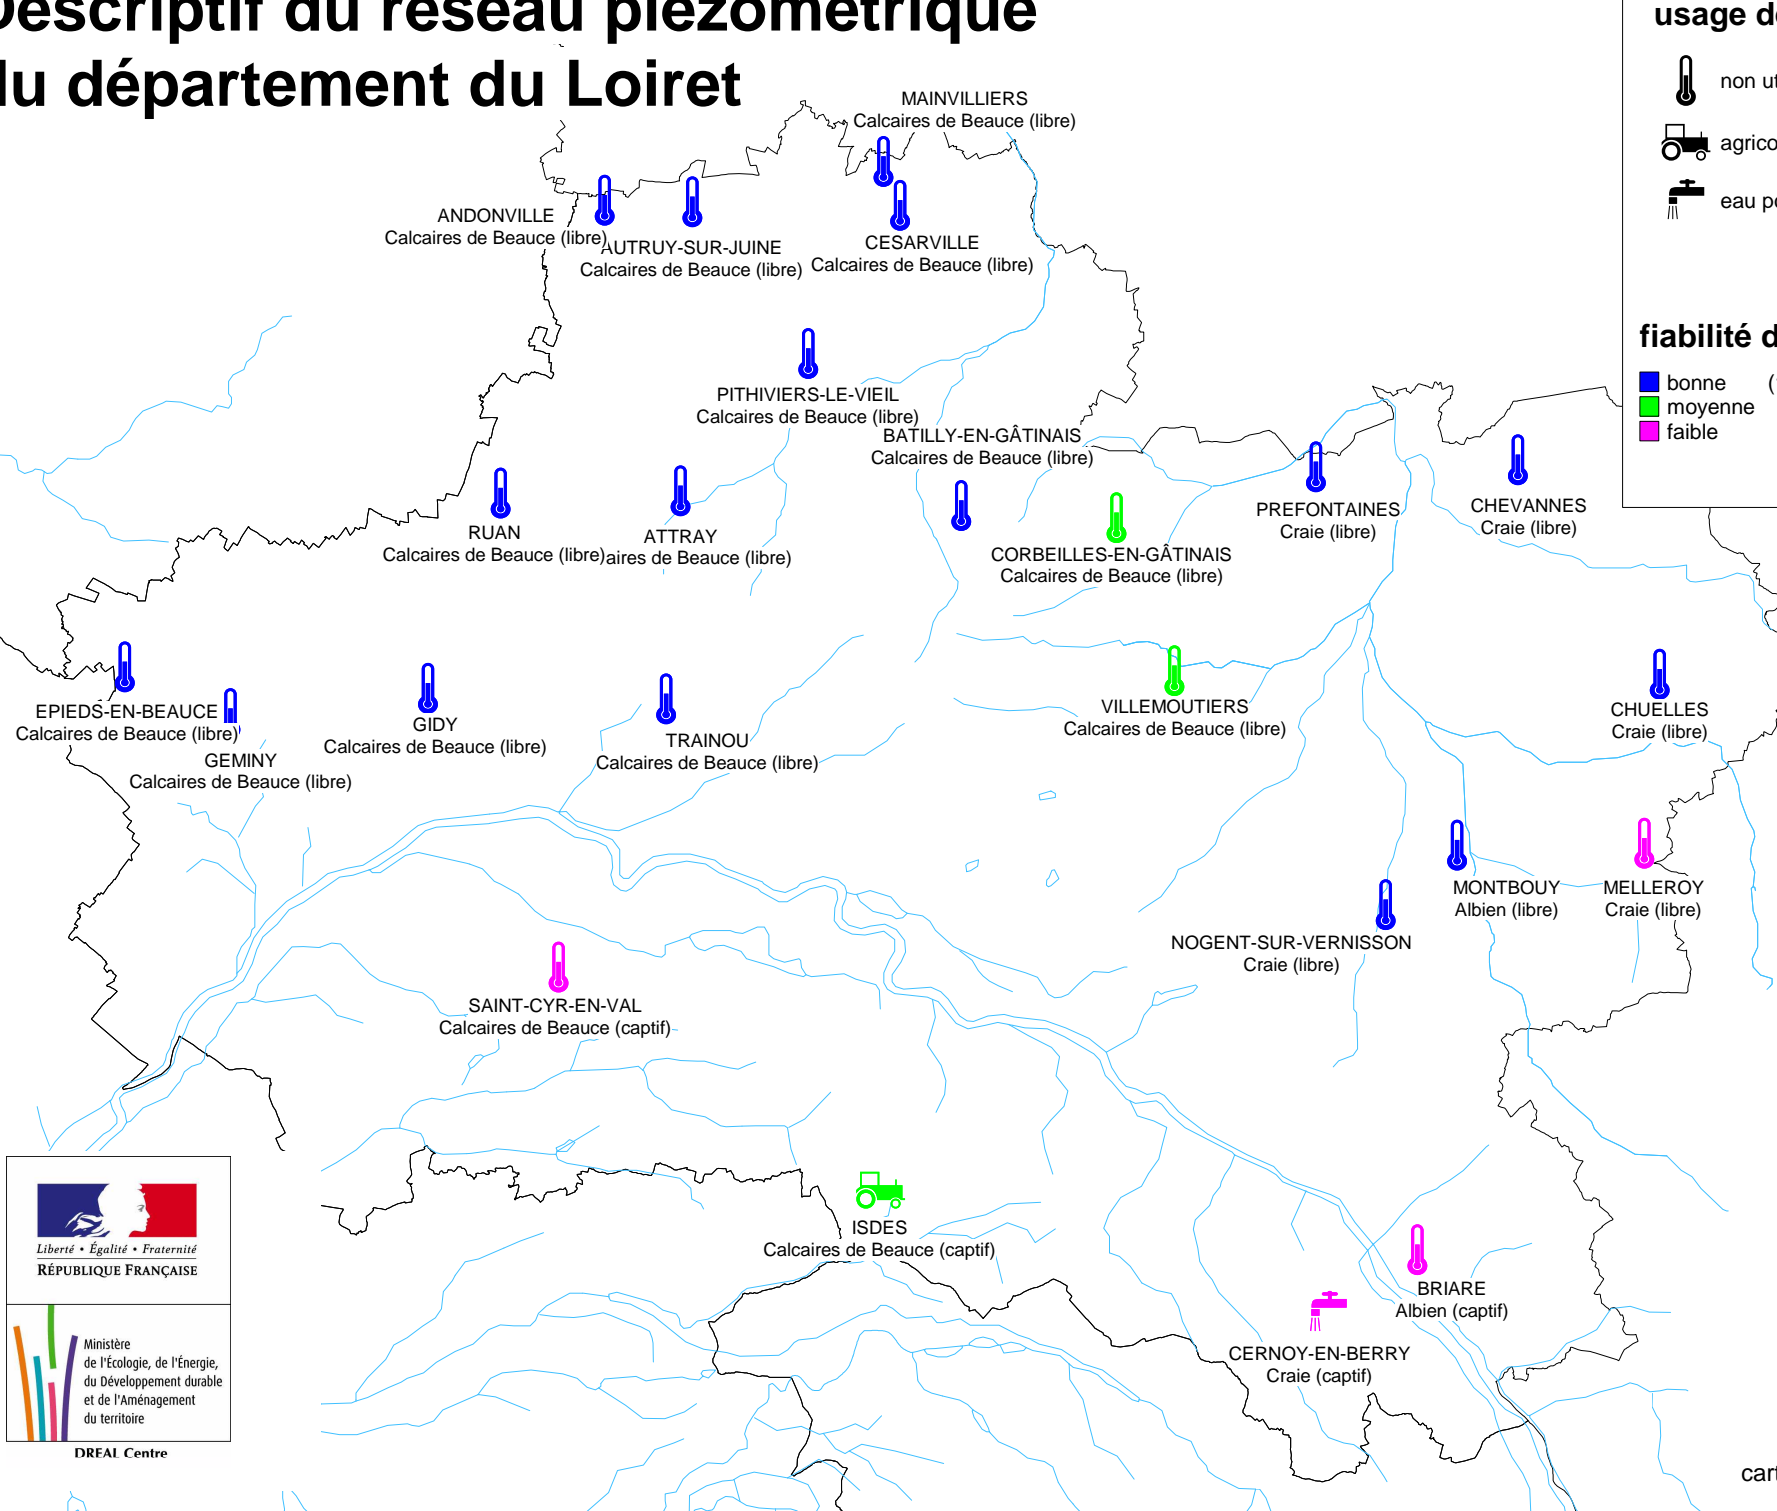 Descriptif du réseau piézométrique
du département du Loiret
usage
non
eau
fiabilité
bonne
moyenne
faible
MAINVILLIERS
Calcaires de Beauce (libre)
ANDONVILLE
Calcaires de Beauce (libre)
AUTRUY-SUR-JUINE
Calcaires de Beauce (libre)
CESARVILLE
Calcaires de Beauce (libre)
PITHIVIERS-LE-VIEIL
Calcaires de Beauce (libre)
BATILLY-EN-GÂTINAIS
Calcaires de Beauce (libre)
RUAN
Calcaires de Beauce (libre)
ATTRAY
aires de Beauce (libre)
CORBEILLES-EN-GÂTINAIS
Calcaires de Beauce (libre)
PREFONTAINES
Craie (libre)
CHEVANNES
Craie (libre)
EPIEDS-EN-BEAUCE
Calcaires de Beauce (libre)
GEMINY
Calcaires de Beauce (libre)
GIDY
Calcaires de Beauce (libre)
TRAINOU
Calcaires de Beauce (libre)
VILLEMOUTIERS
Calcaires de Beauce (libre)
CHUELLES
Craie (libre)
MONTBOUY
Albien (libre)
MELLEROY
Craie (libre)
NOGENT-SUR-VERNISSON
Craie (libre)
SAINT-CYR-EN-VAL
Calcaires de Beauce (captif)
ISDES
Calcaires de Beauce (captif)
BRIARE
Albien (captif)
CERNOY-EN-BERRY
Craie (captif)
Liberté • Égalité • Fraternité
RÉPUBLIQUE FRANÇAISE
Ministère
de l'Écologie, de l'Énergie,
du Développement durable
et de l'Aménagement
du territoire
DREAL Centre